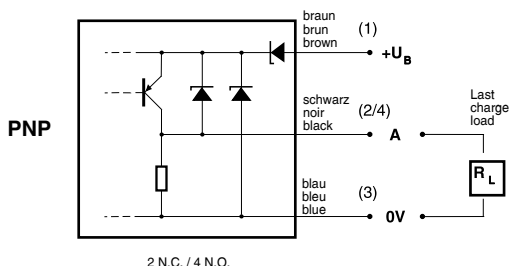 braun
brun
brown
(1)
+UB
PNP
schwarz
noir
black
(2/4)
A
Last
charge
load
RL
blau
bleu
blue
(3)
0V
2 N.C. / 4 N.O.